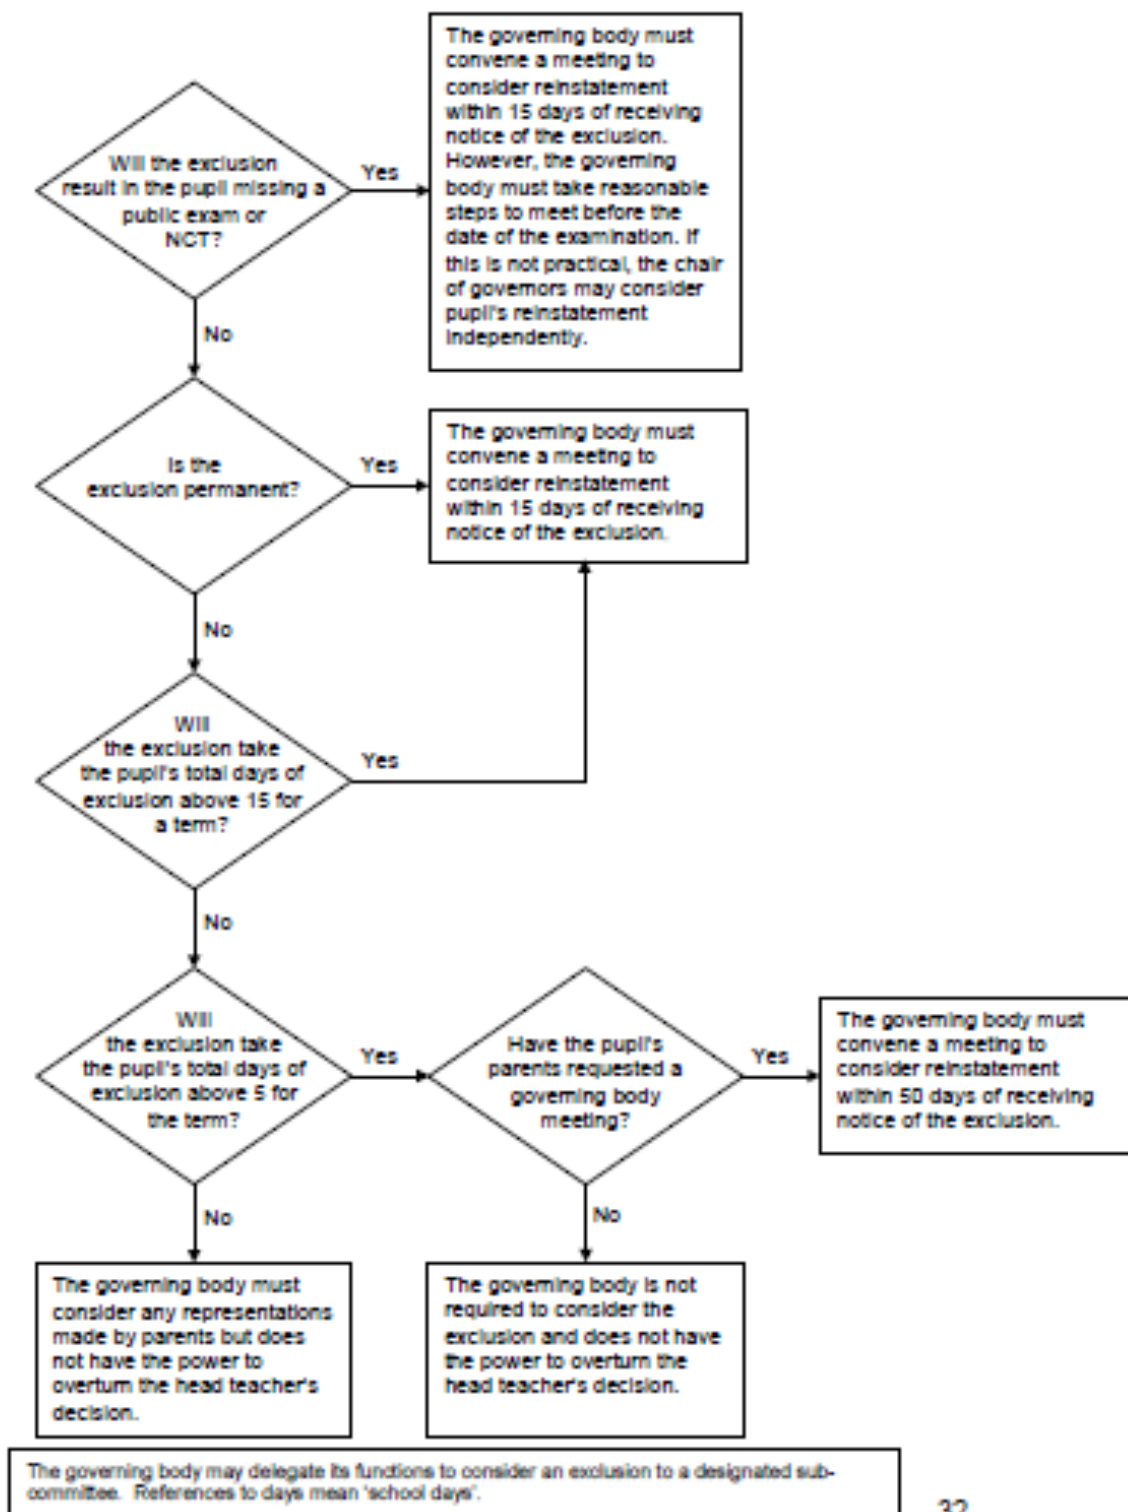 The governing body must
convene a meeting to
consider reinstatement
within 15 days of receiving
notice of the exclusion.
However, the governing
body must take reasonable
steps to meet before the
date of the examination. If
this is not practical, the chair
of governors may consider
pupil's reinstatement
independently.
Will the exclusion
result in the pupil missing a
public exam or
NCT?
Yes
No
Is the
exclusion permanent?
Yes
The governing body must
convene a meeting to
consider reinstatement
within 15 days of receiving
notice of the exclusion.
No
Will
the exclusion take
the pupil's total days of
exclusion above 15 for
a term?
Yes
No
Will
the exclusion take
the pupil's total days of
exclusion above 5 for
the term?
Yes
Have the pupil's
parents requested a
governing body
meeting?
Yes
The governing body must
convene a meeting to
consider reinstatement
within 50 days of receiving
notice of the exclusion.
No
No
The governing body must
consider any representations
made by parents but does
not have the power to
overturn the head teacher's
decision.
The governing body is not
required to consider the
exclusion and does not have
the power to overturn the
head teacher's decision.
The governing body may delegate its functions to consider an exclusion to a designated sub-
committee. References to days mean 'school days'.
32